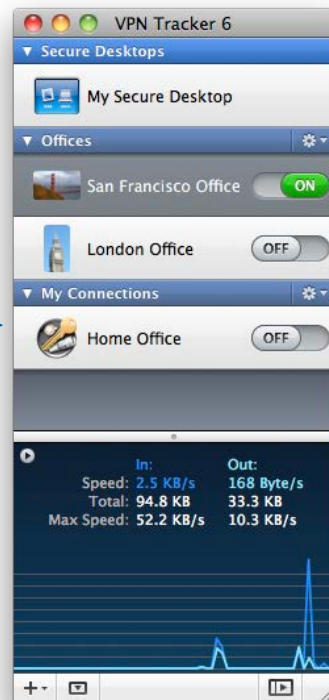 VPN Tracker 6
Secure Desktops
My Secure Desktop
Offices
San Francisco Office ON
London Office OFF
My Connections
Home Office OFF
In: Out:
Speed: 2.5 KB/s 168 Byte/s
Total: 94.8 KB 33.3 KB
Max Speed: 52.2 KB/s 10.3 KB/s